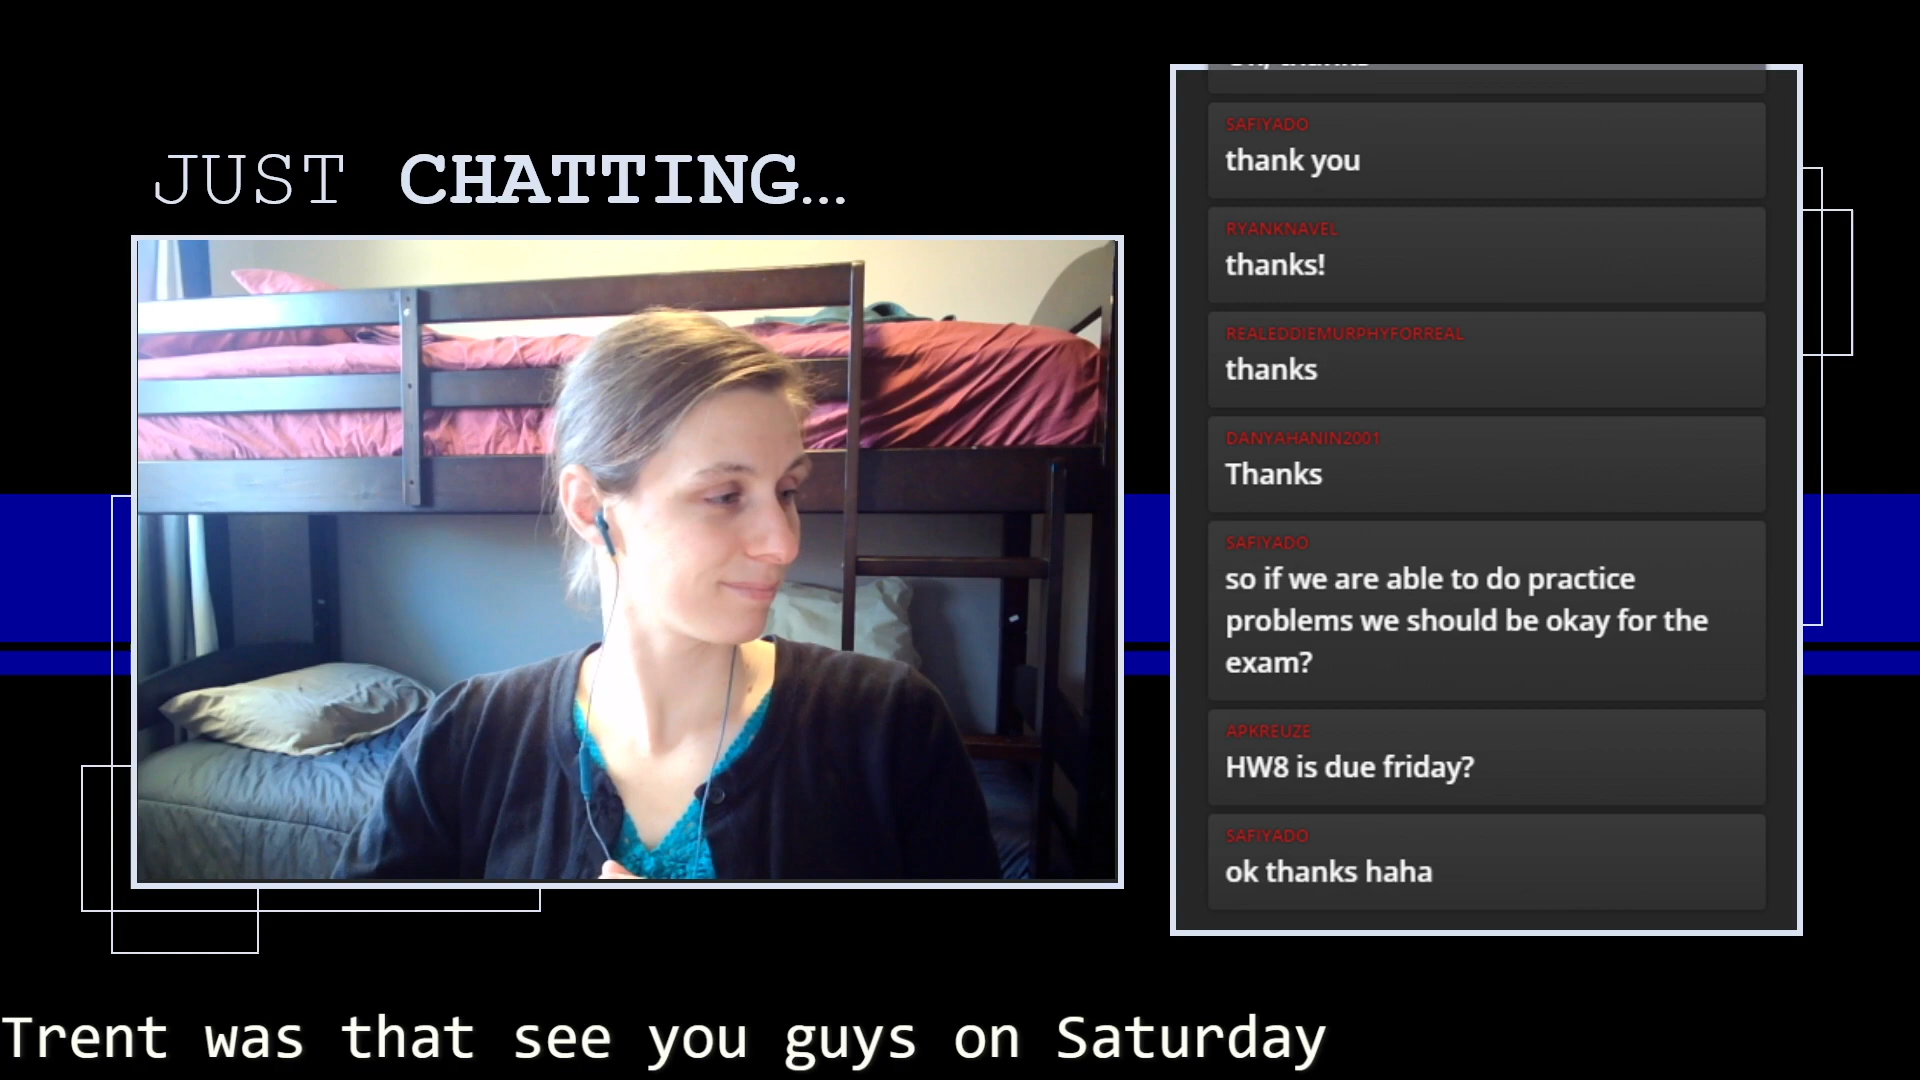 JUST CHATTING...
SAFIYADO
thank you
RYANKNAVEL
thanks!
REALEDDIEMURPHYFORREAL
thanks
DANYAHANIN2001
Thanks
SAFIYADO
so if we are able to do practice
problems we should be okay for the
exam?
APKREUZE
HW8 is due friday?
SAFIYADO
ok thanks haha
Trent was that see you guys on Saturday